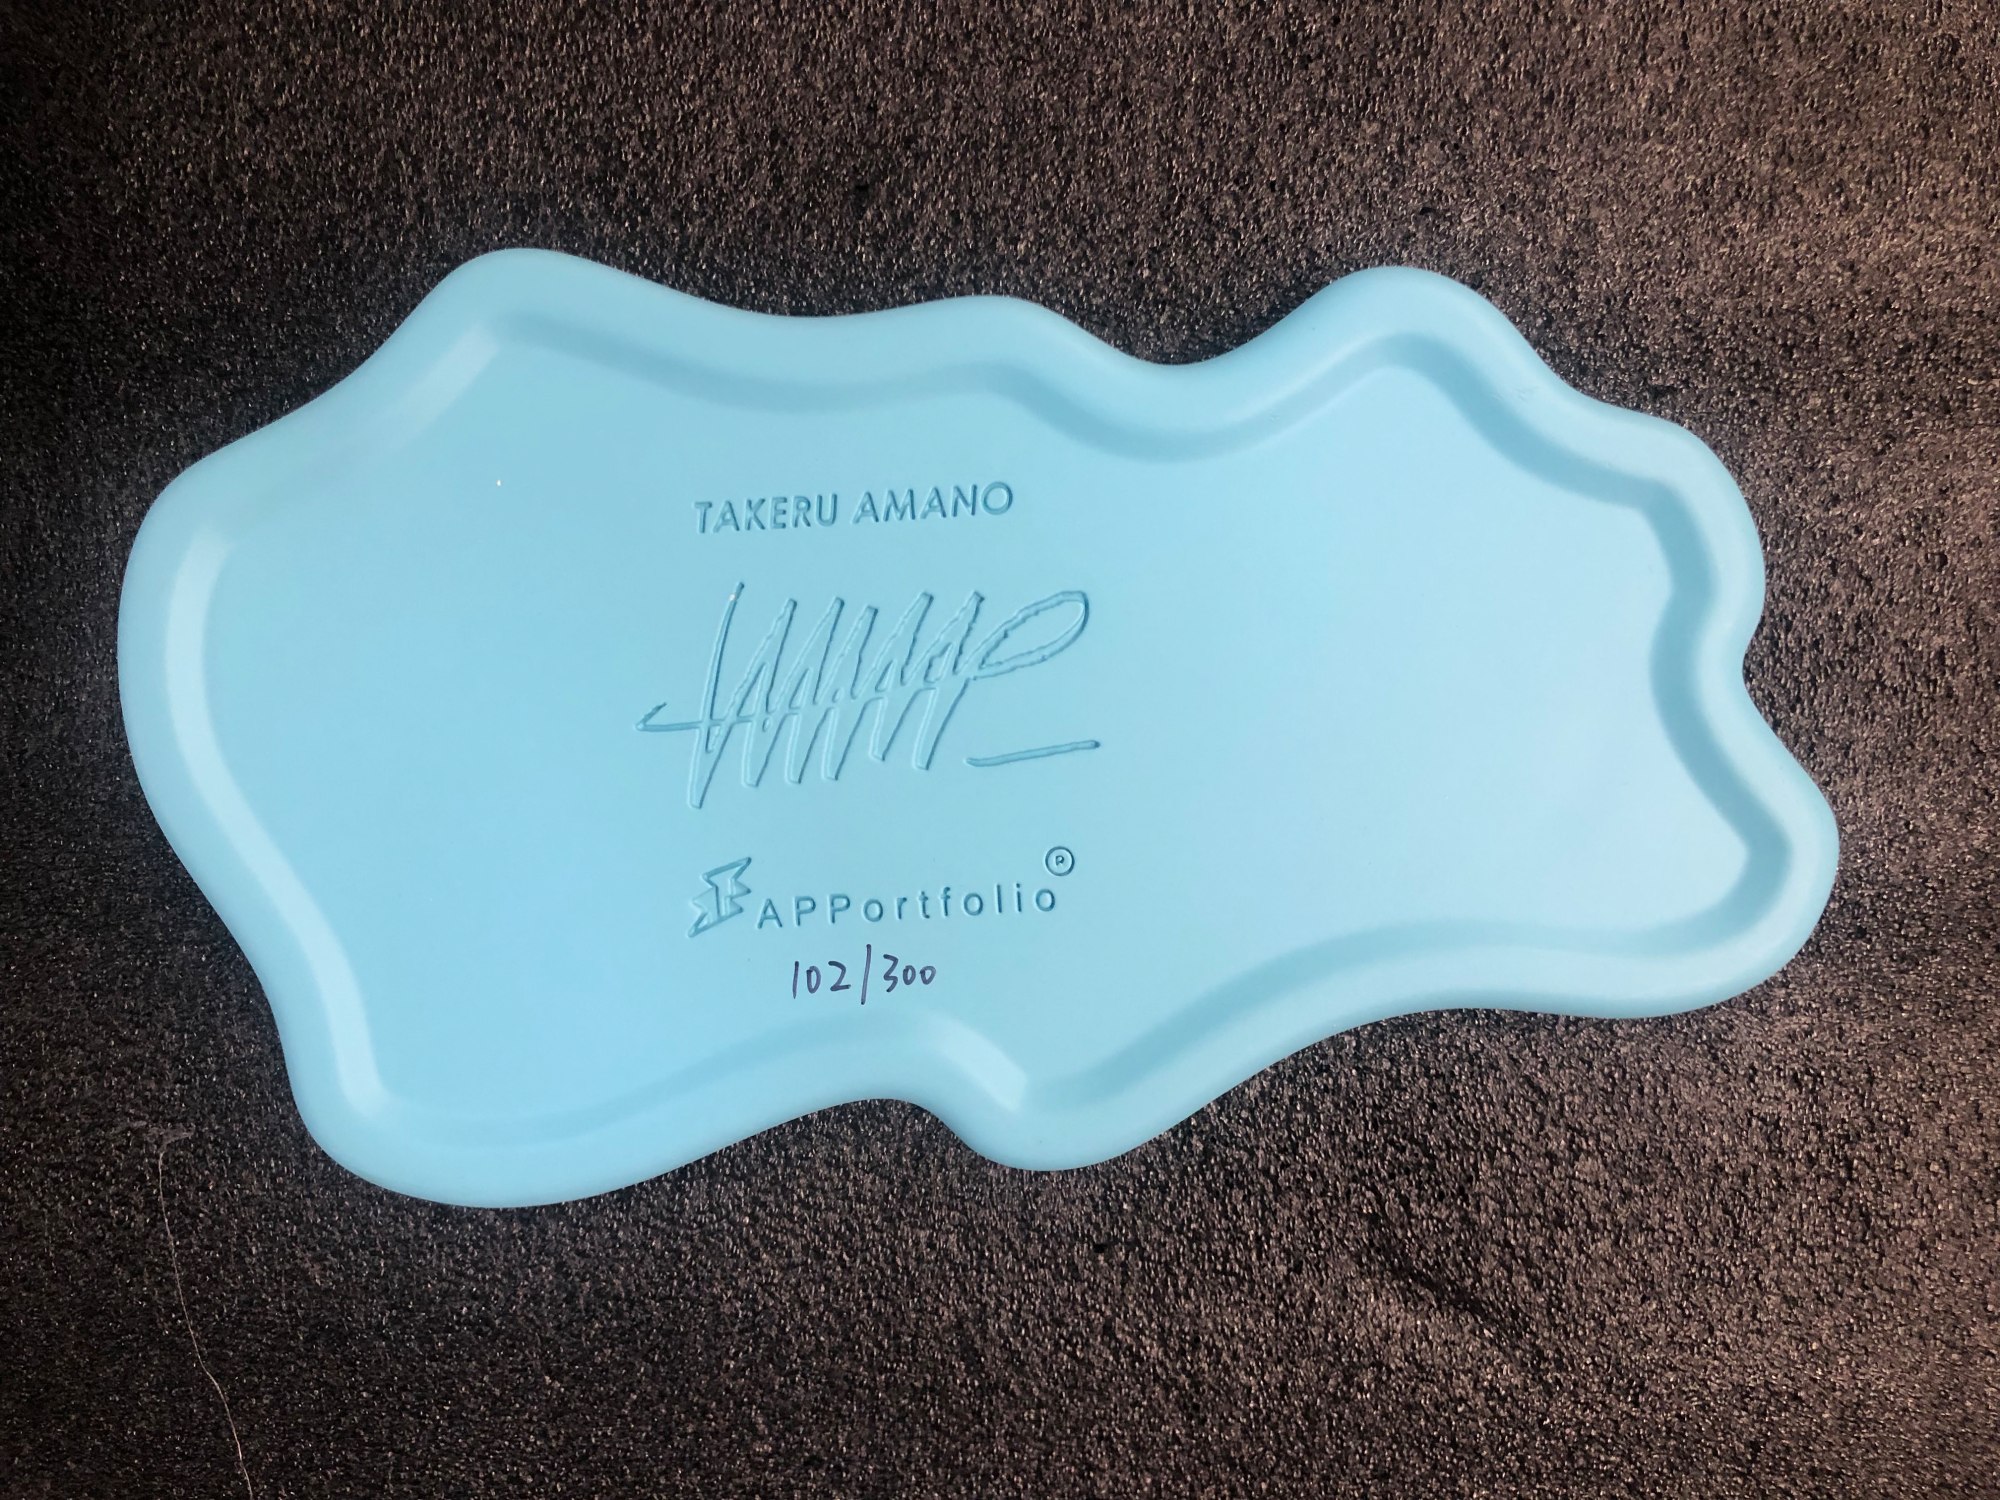 TAKERU AMANO
APPortfolio®
102/300